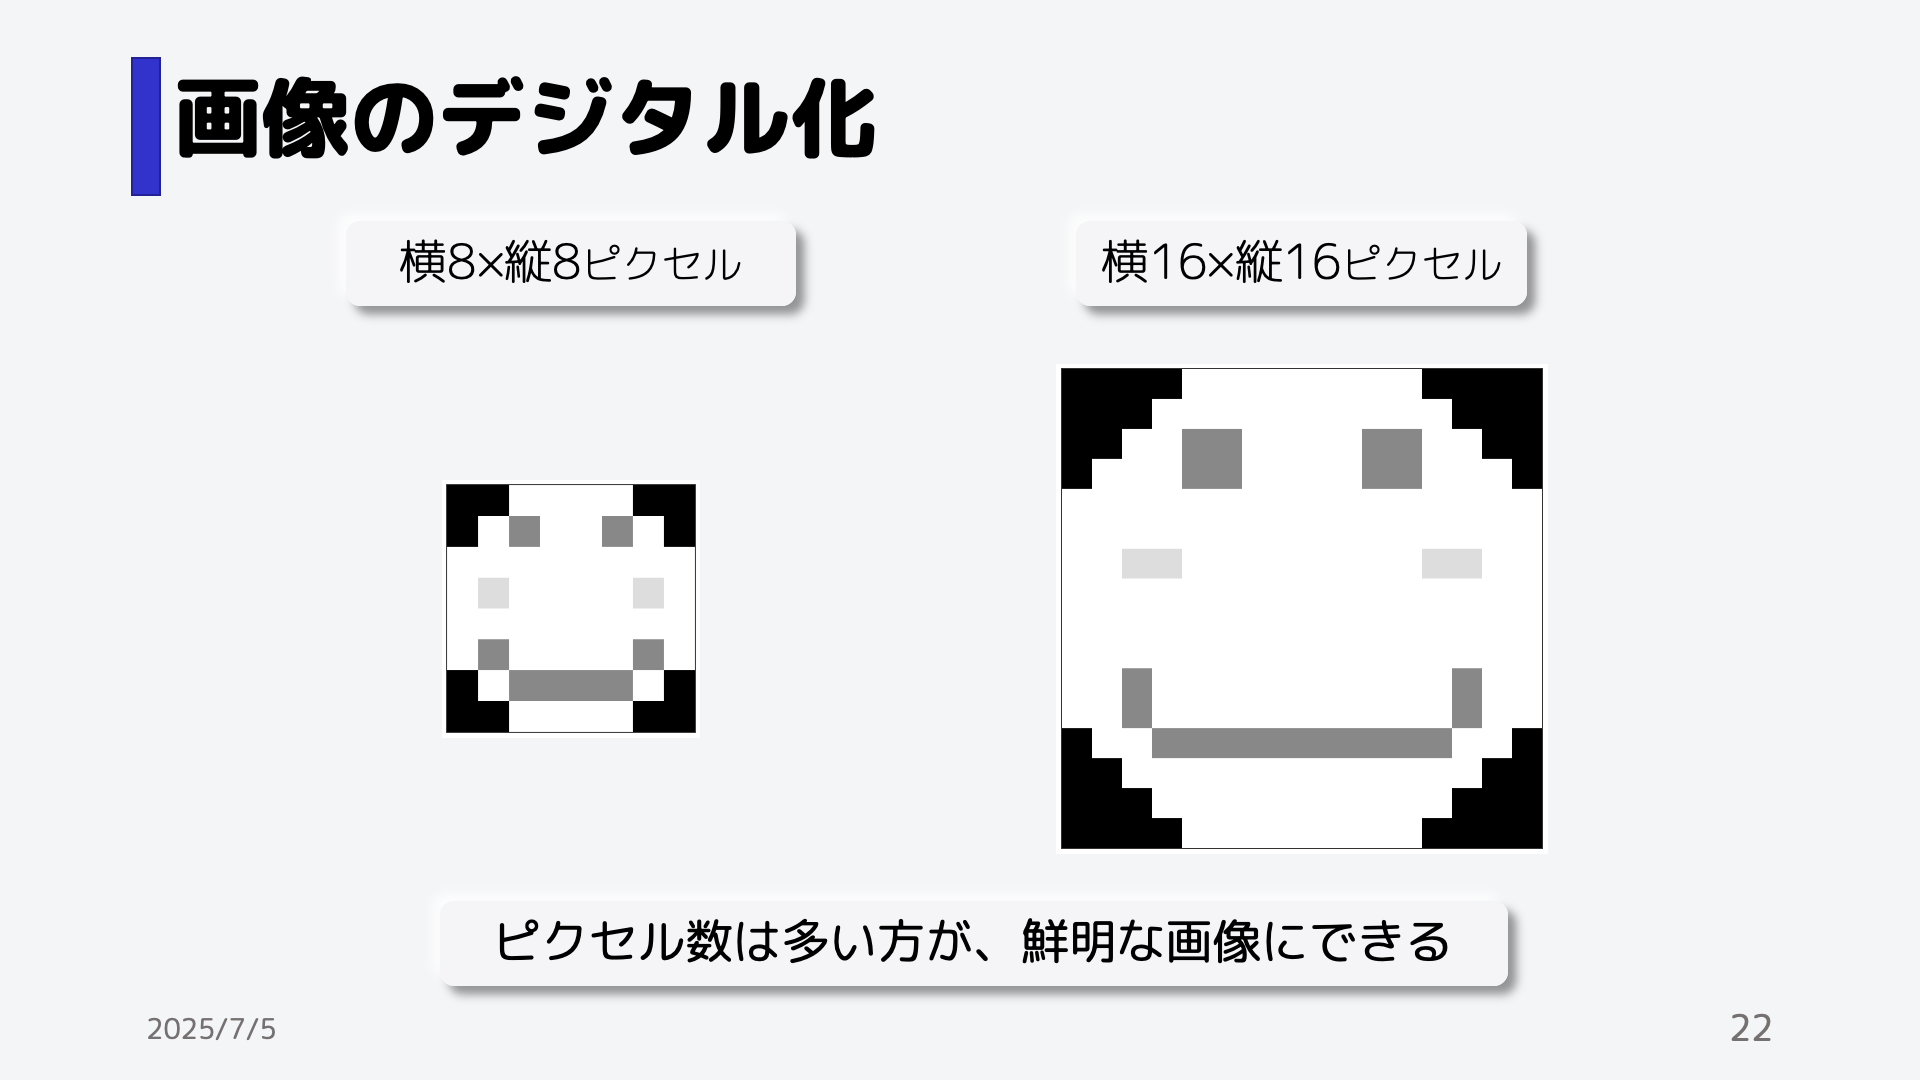 画像のデジタル化
横8×縦8ピクセル
横16×縦16ピクセル
ピクセル数は多い方が、鮮明な画像にできる
2025/7/5
22